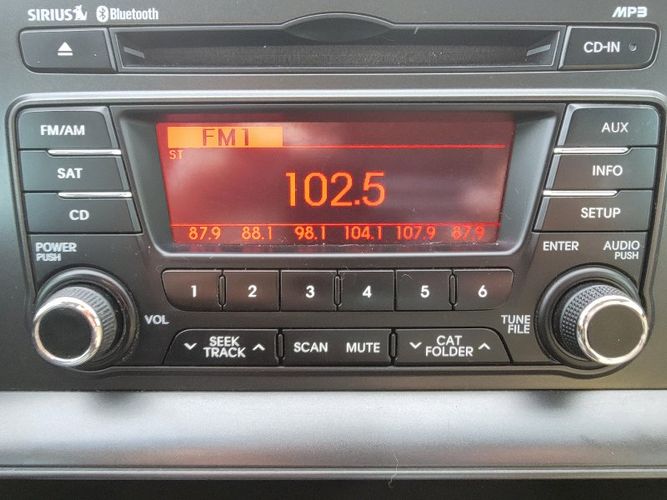 SIRIUS Bluetooth MP3
CD-IN
FM/AM FM1 AUX
ST
SAT 102.5 INFO
CD SETUP
87.9 88.1 98.1 104.1 107.9 87.9
POWER ENTER AUDIO
PUSH PUSH
1 2 3 4 5 6
VOL TUNE
FILE
SEEK
TRACK
SCAN MUTE
CAT
FOLDER